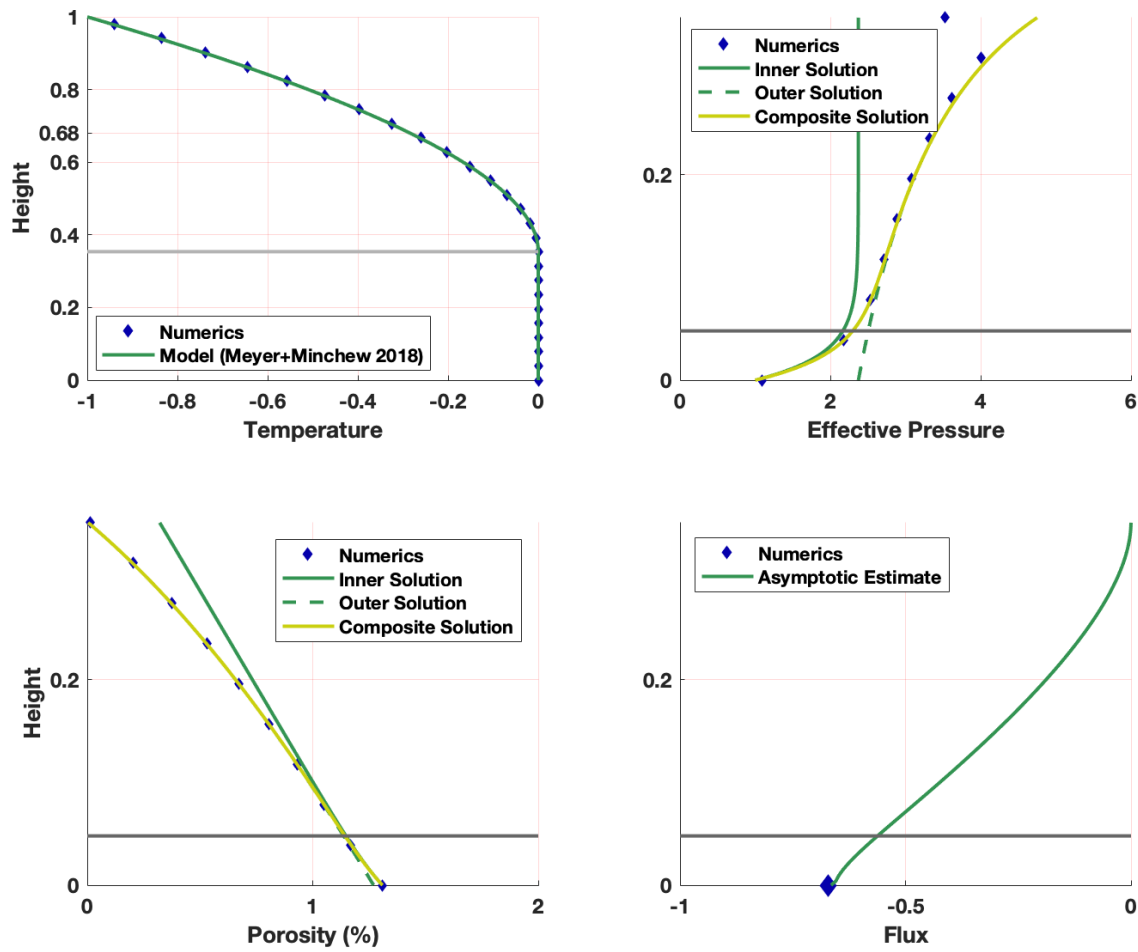 1
0.8
0.68
0.6
0.4
0.2
0
Height
-1
-0.8
-0.6
-0.4
-0.2
0
Temperature
Numerics
Model (Meyer+Minchew 2018)
0.2
0
0
2
4
6
Effective Pressure
Numerics
Inner Solution
Outer Solution
Composite Solution
0.2
0
Height
0
1
2
Porosity (%)
Numerics
Inner Solution
Outer Solution
Composite Solution
0.2
0
-1
-0.5
0
Flux
Numerics
Asymptotic Estimate